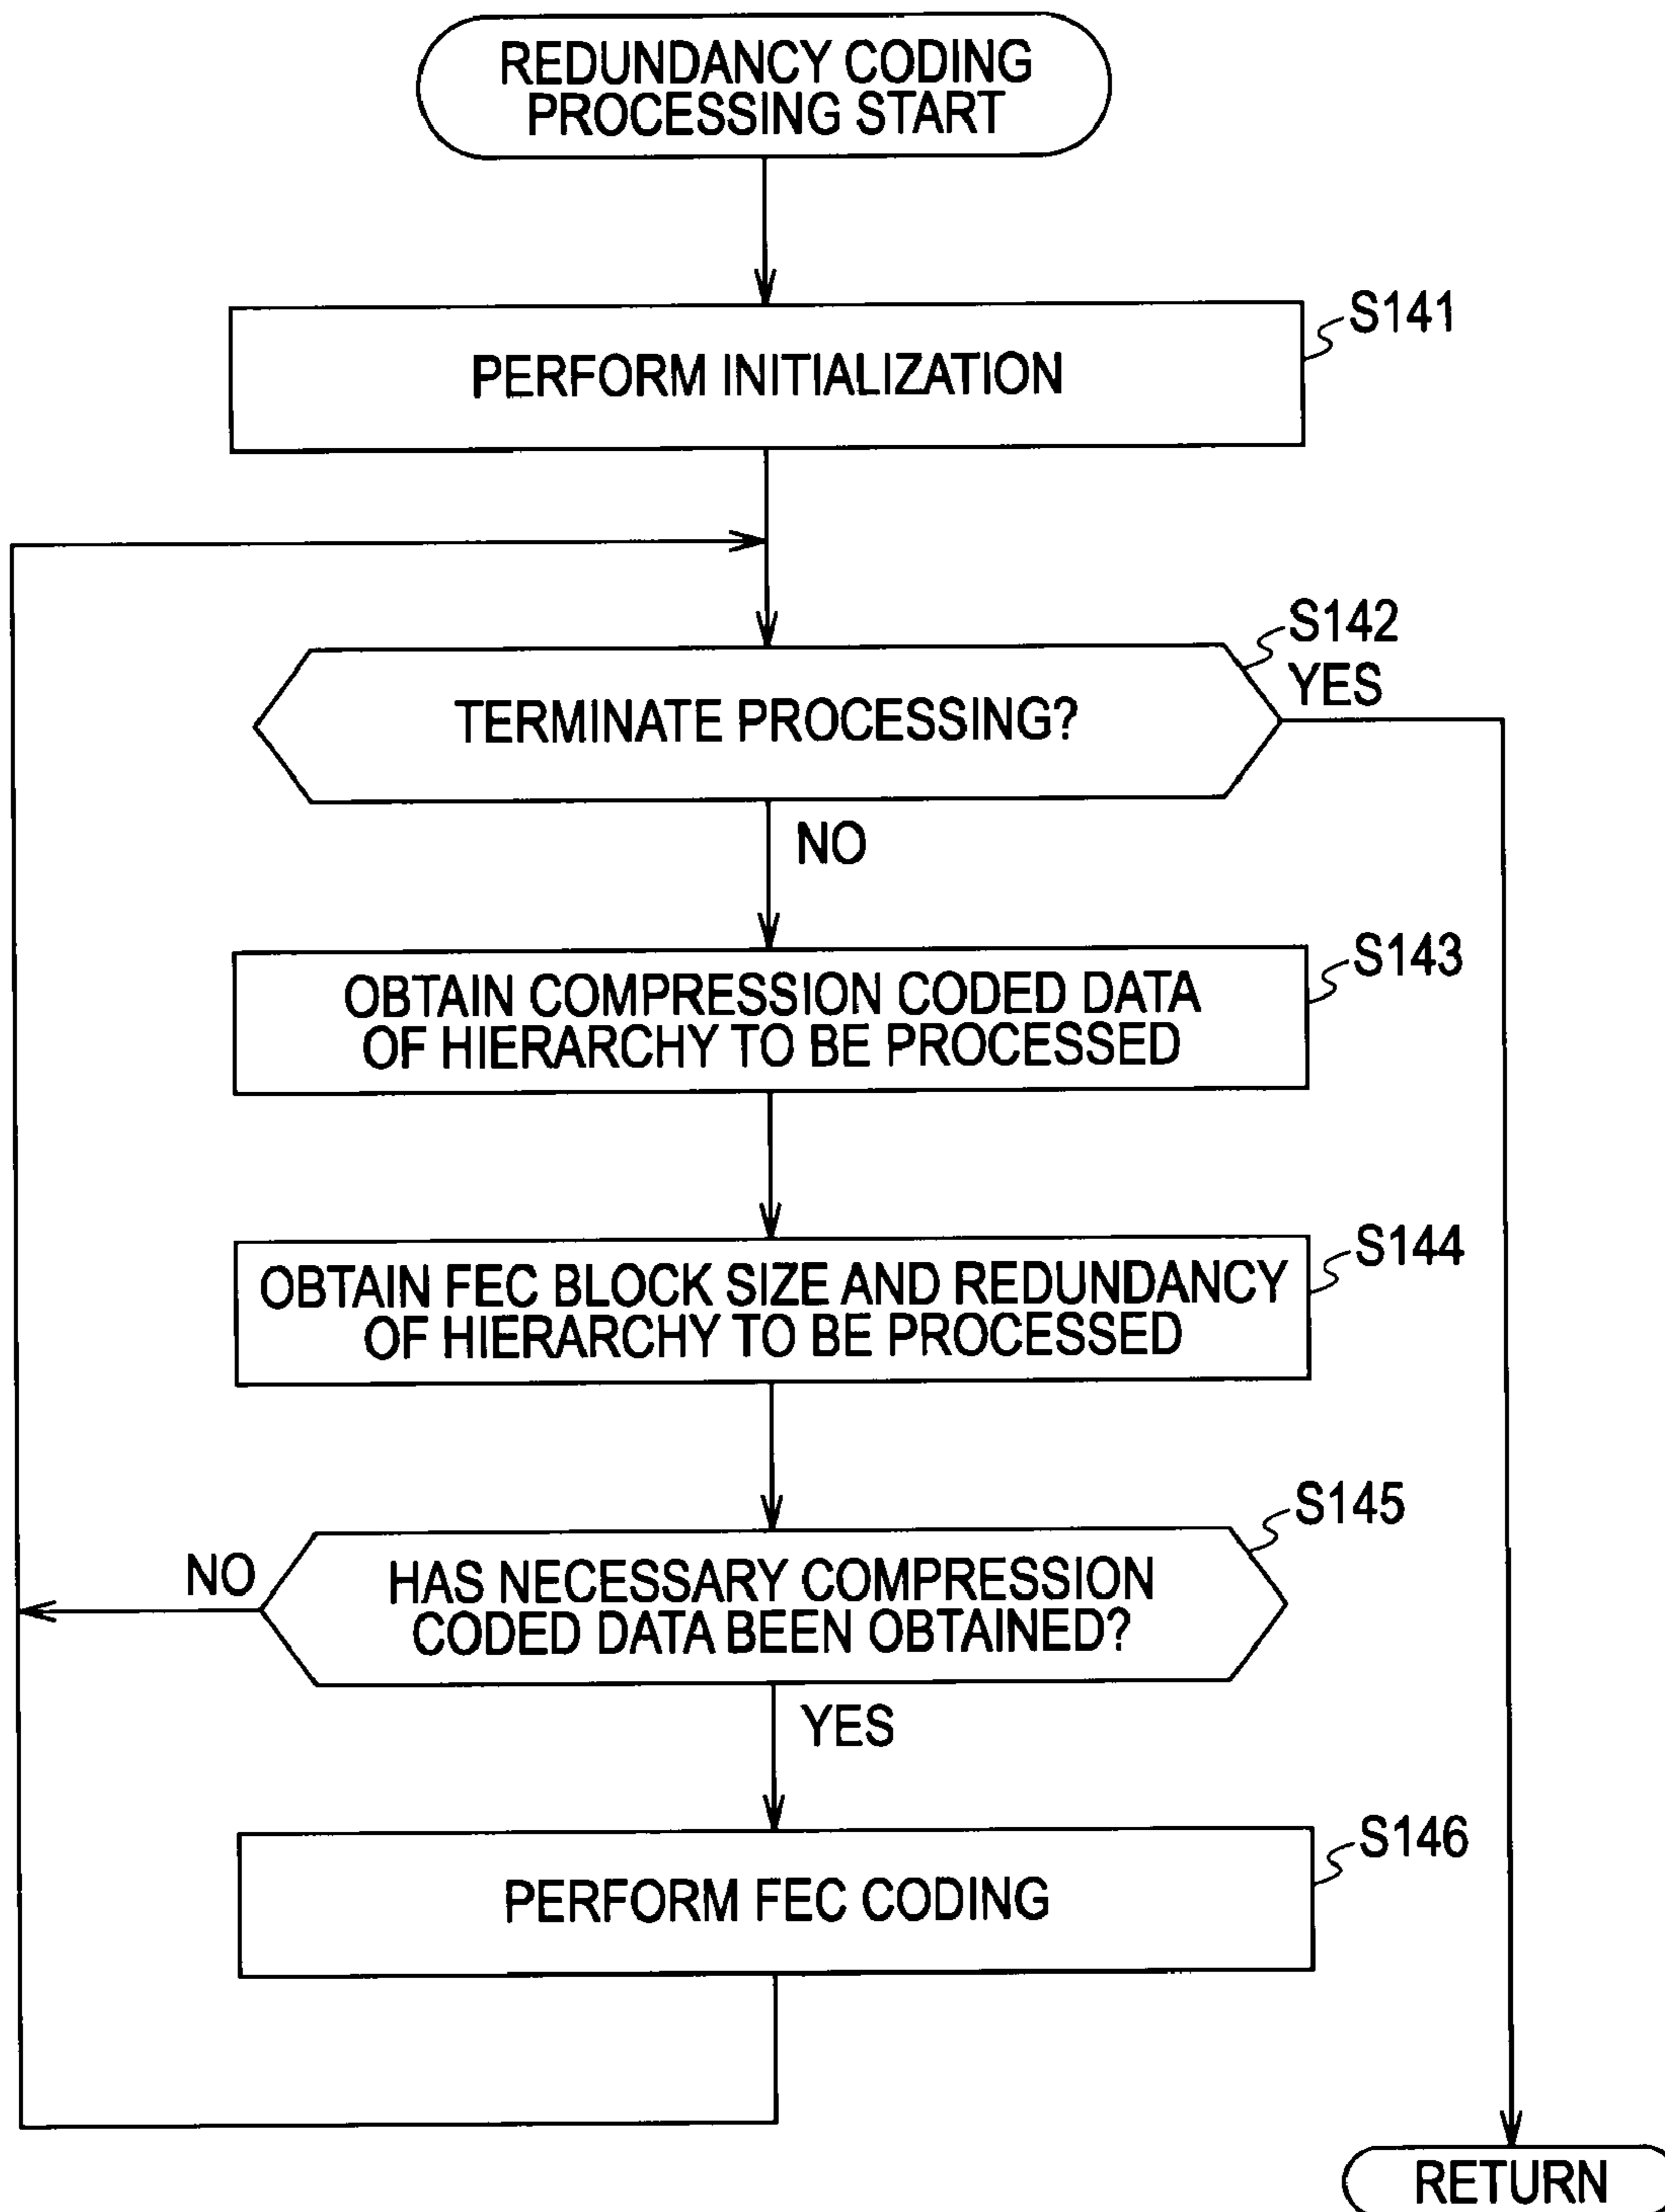 REDUNDANCY CODING
PROCESSING START
S141
PERFORM INITIALIZATION
S142
YES
TERMINATE PROCESSING?
NO
S143
OBTAIN COMPRESSION CODED DATA
OF HIERARCHY TO BE PROCESSED
S144
OBTAIN FEC BLOCK SIZE AND REDUNDANCY
OF HIERARCHY TO BE PROCESSED
S145
NO
HAS NECESSARY COMPRESSION
CODED DATA BEEN OBTAINED?
YES
S146
PERFORM FEC CODING
RETURN